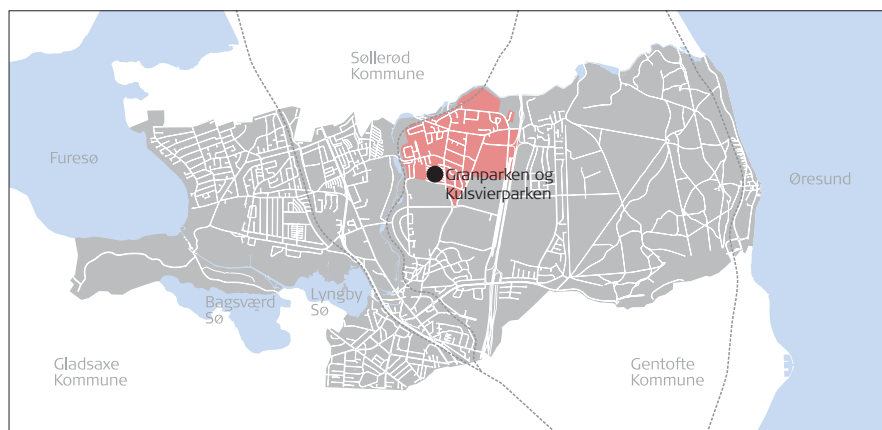 Søllerød
Kommune
Furesø
Granparken og
Kulsvierparken
Øresund
Bagsværd
Sø
Lyngby
Sø
Gladsaxe
Kommune
Gentofte
Kommune